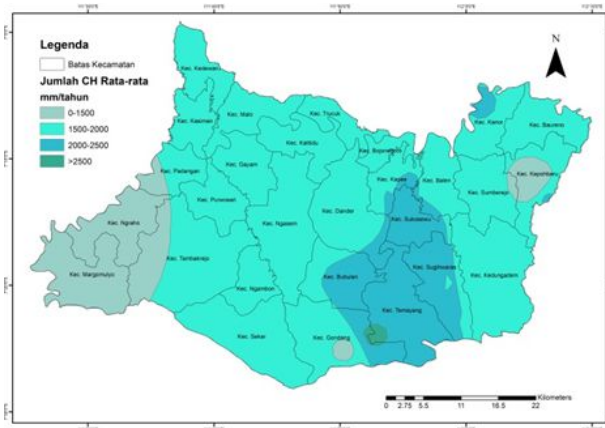 Legenda
Batas Kecamatan
Jumlah CH Rata-rata
mm/tahun
0-1500
1500-2000
2000-2500
>2500
N
Kec. Kedewan
Kec. Kasiman
Kec. Malo
Kec. Trucuk
Kec. Kalitidu
Kec. Bojonegoro
Kec. Kanor
Kec. Baureno
Kec. Padangan
Kec. Gayam
Kec. Kapas
Kec. Balen
Kec. Sumberejo
Kec. Kepohbaru
Kec. Purwosari
Kec. Ngraho
Kec. Dander
Kec. Sukosewu
Kec. Ngasem
Kec. Tambakrejo
Kec. Margomulyo
Kec. Bubulan
Kec. Sugihwaras
Kec. Kedungadem
Kec. Ngambon
Kec. Temayang
Kec. Sekar
Kec. Gondang
Kilometers
0 2.75 5.5 11 16.5 22